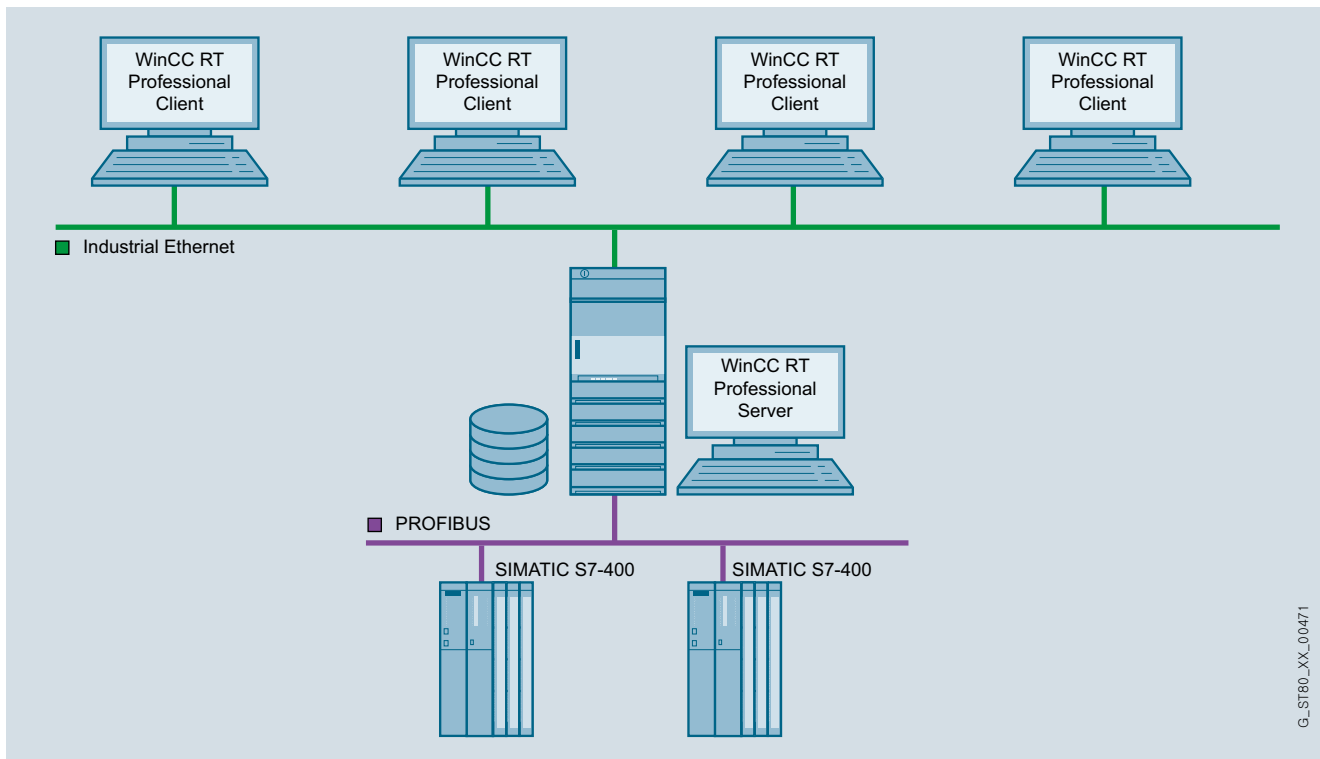 WinCC RT
Professional
Client
WinCC RT
Professional
Client
WinCC RT
Professional
Client
WinCC RT
Professional
Client
Industrial Ethernet
WinCC RT
Professional
Server
PROFIBUS
SIMATIC S7-400
SIMATIC S7-400
G_ST80_XX_00471